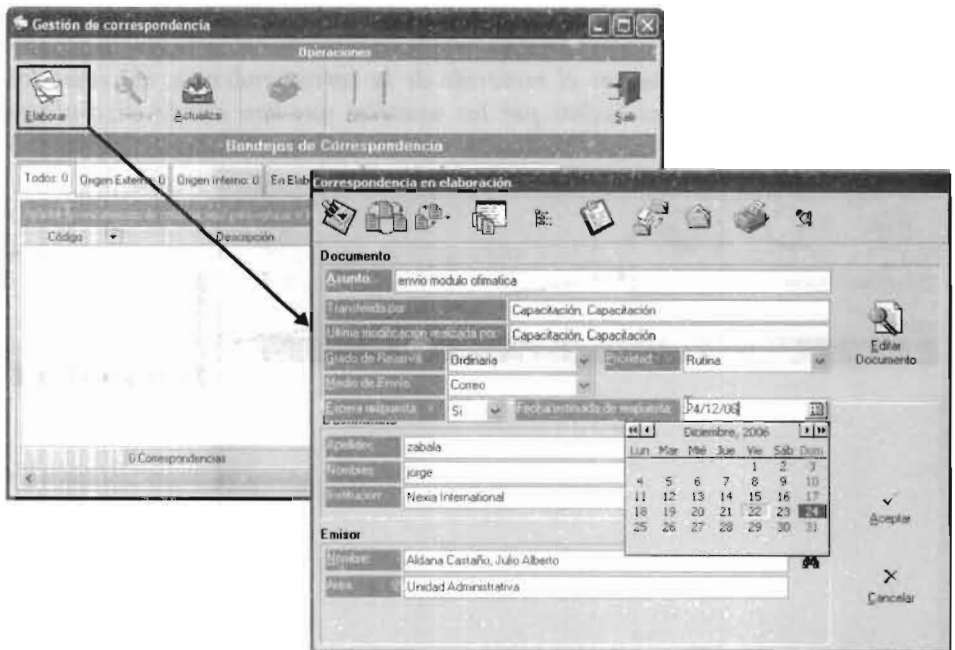 Gestión de correspondencia
Operaciones
Elaborar
Actualizar
Salir
Bandejas de Correspondencia
Todos: 0 Origen Externo: 0 Origen Interno: 0 En Elab
Código Descripción
0 Correspondencias
Correspondencia en elaboración
Documento
Asunto: envio modulo ofimatica
Transferida por Capacitación, Capacitación
Ultima modificación realizada por: Capacitación, Capacitación
Grado de Reserva Ordinaria Prioridad: Rutina
Medio de Envío Correo
Espera respuesta Si Fecha estimada de respuesta: 24/12/06
Editar
Documento
Diciembre, 2006
Lun Mar Mié Jue Vie Sáb Dom
1 2 3
4 5 6 7 8 9 10
11 12 13 14 15 16 17
18 19 20 21 22 23 24
25 26 27 28 29 30 31
Apellidos: zabala
Nombres: jorge
Institución: Nexia International
Emisor
Nombre: Aldana Castaño, Julio Alberto
Area: Unidad Administrativa
Aceptar
Cancelar